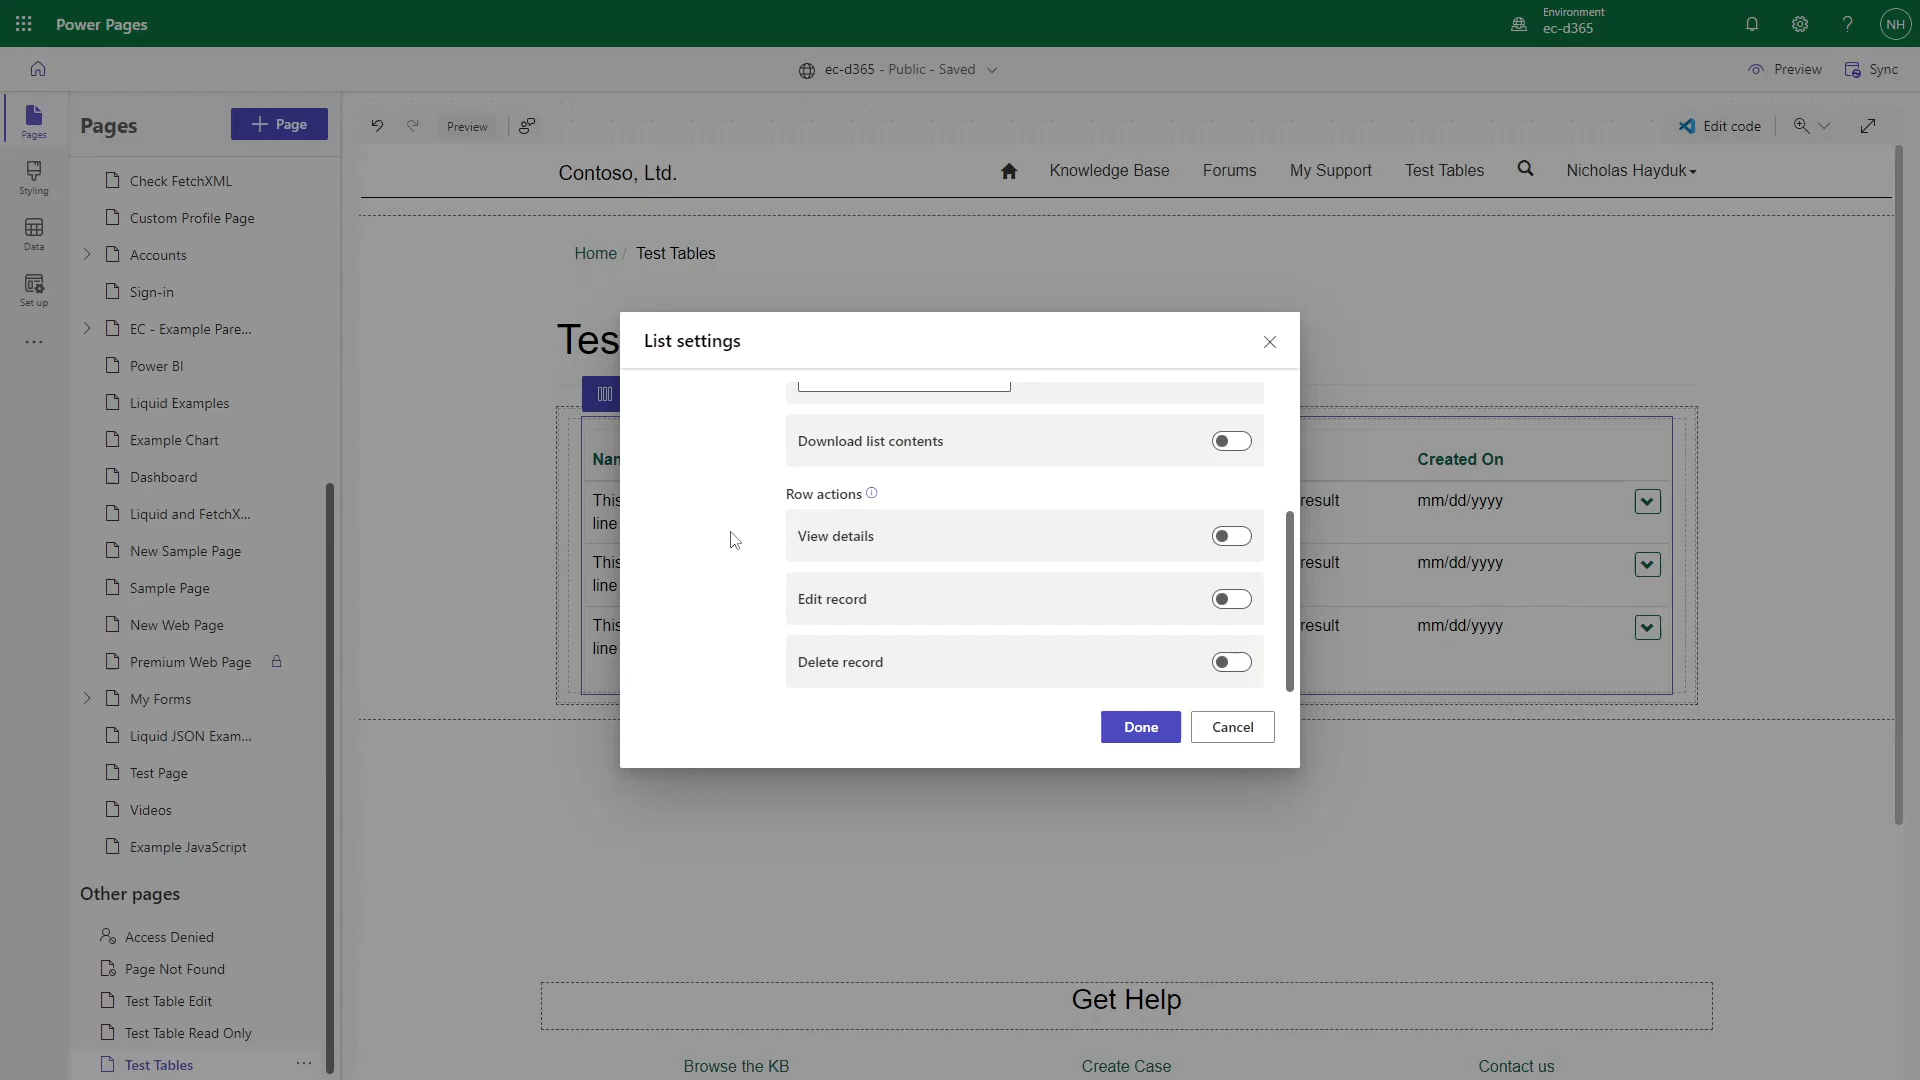 Power Pages
Environment
ec-d365
NH
ec-d365 - Public - Saved
Preview
Sync
Pages
Styling
Data
Set up
Pages
Page
Check FetchXML
Custom Profile Page
Accounts
Sign-in
EC - Example Pare...
Power BI
Liquid Examples
Example Chart
Dashboard
Liquid and FetchX...
New Sample Page
Sample Page
New Web Page
Premium Web Page
My Forms
Liquid JSON Exam...
Test Page
Videos
Example JavaScript
Other pages
Access Denied
Page Not Found
Test Table Edit
Test Table Read Only
Test Tables
Preview
Edit code
Contoso, Ltd.
Knowledge Base
Forums
My Support
Test Tables
Nicholas Hayduk
Home / Test Tables
Tes
Nam
Created On
This
result
mm/dd/yyyy
line
This
result
mm/dd/yyyy
line
This
result
mm/dd/yyyy
line
List settings
Download list contents
Row actions
View details
Edit record
Delete record
Done
Cancel
Get Help
Browse the KB
Create Case
Contact us